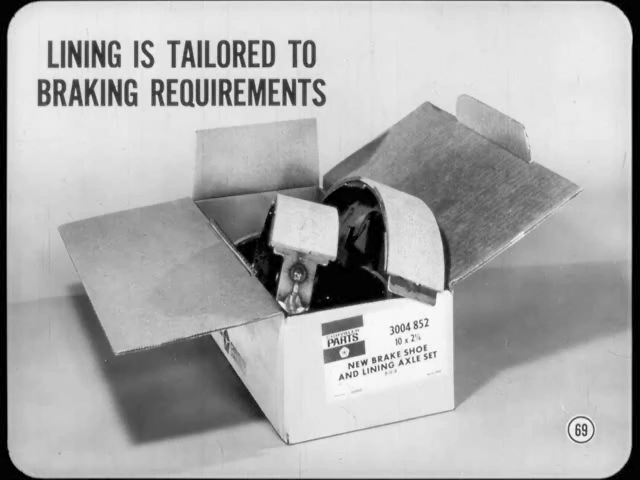 LINING IS TAILORED TO
BRAKING REQUIREMENTS
CHRYSLER
PARTS
3004 852
10 x 2½
NEW BRAKE SHOE
AND LINING AXLE SET
69